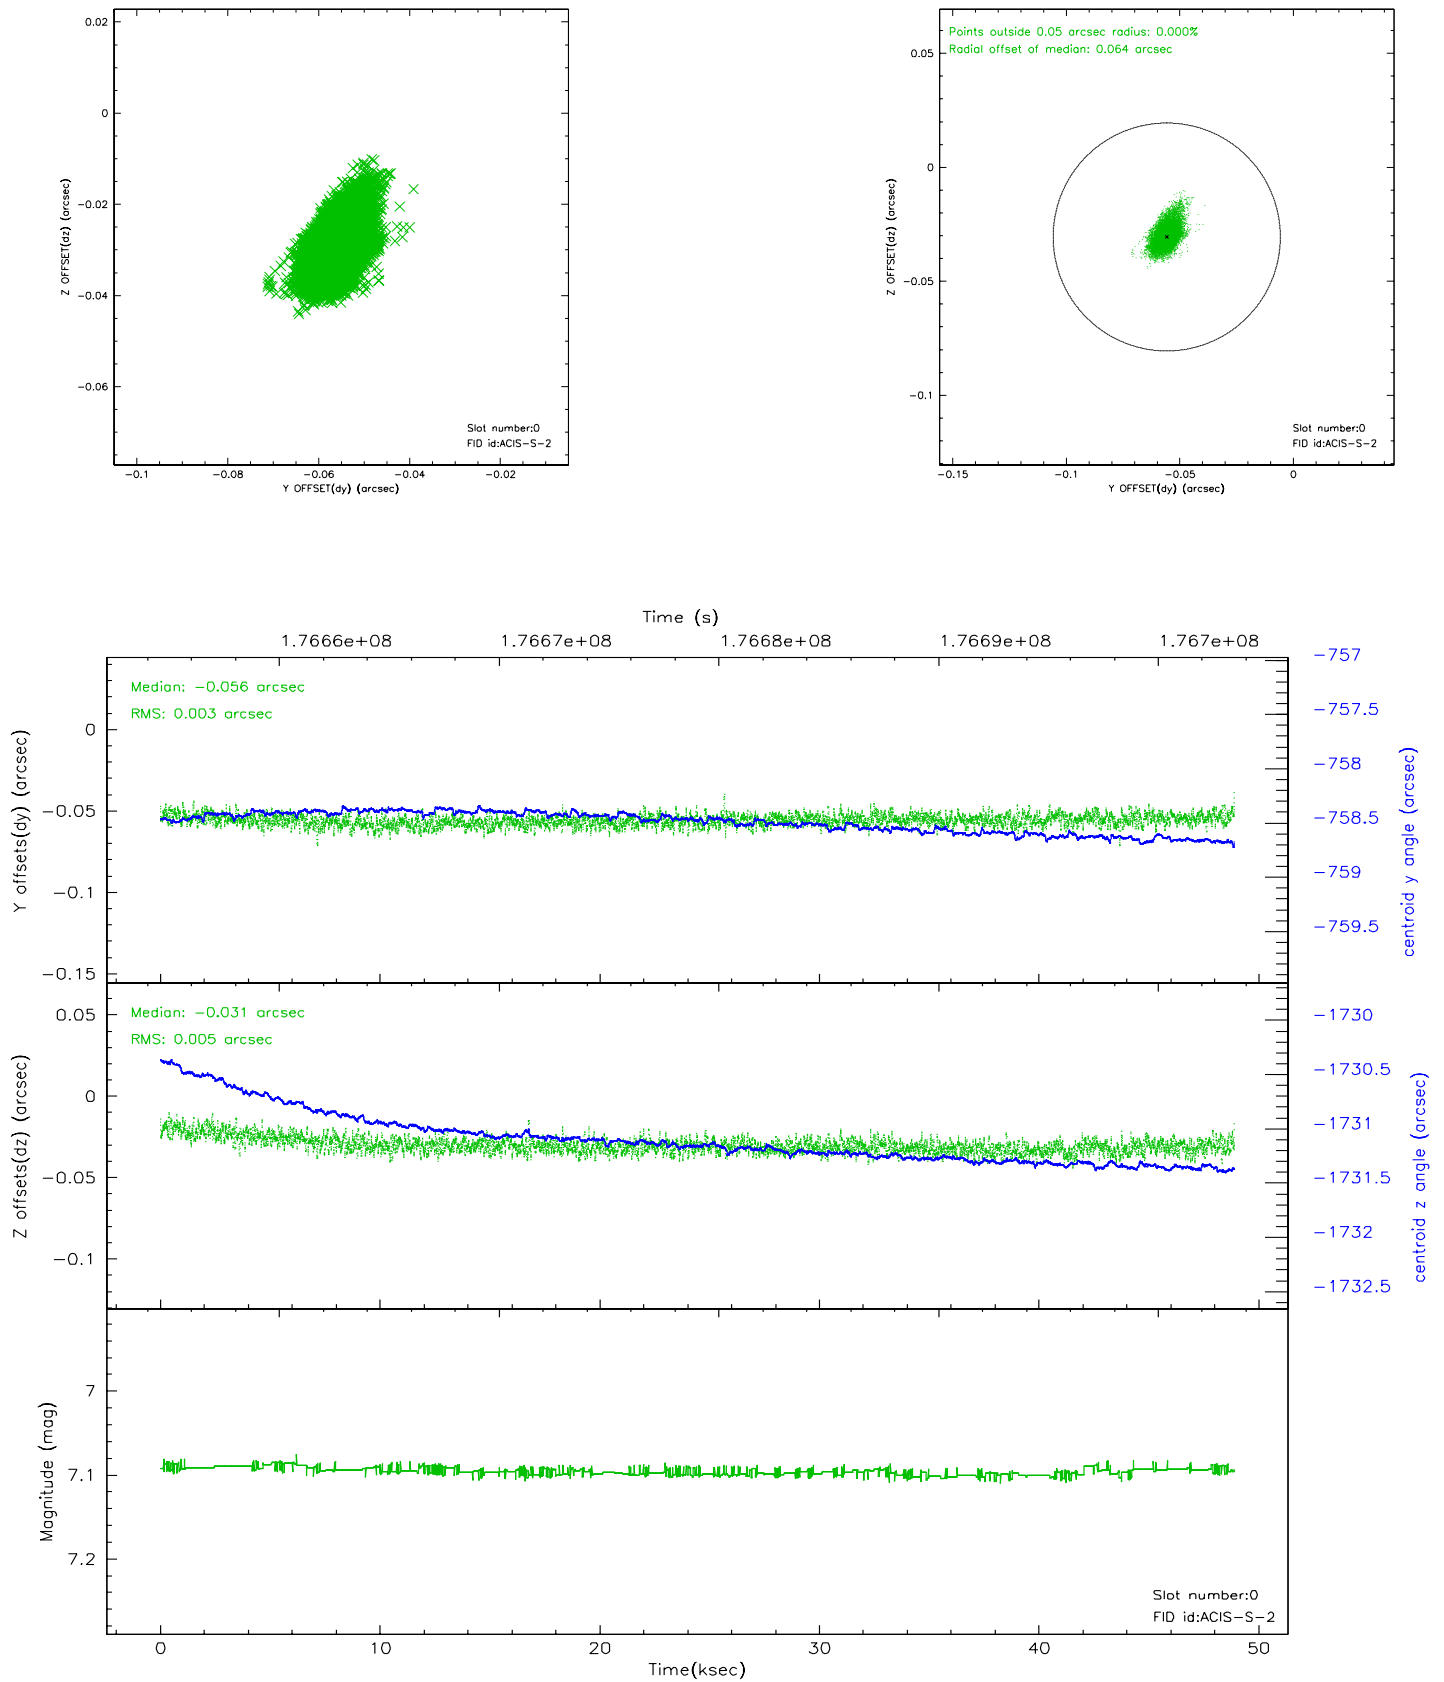 0.02
0
-0.02
-0.04
-0.06
Z OFFSET(dz) (arcsec)
Slot number:0
FID id:ACIS-S-2
-0.1
-0.08
-0.06
-0.04
-0.02
Y OFFSET(dy) (arcsec)
Points outside 0.05 arcsec radius: 0.000%
Radial offset of median: 0.064 arcsec
0.05
0
-0.05
-0.1
Z OFFSET(dz) (arcsec)
Slot number:0
FID id:ACIS-S-2
-0.15
-0.1
-0.05
0
Y OFFSET(dy) (arcsec)
Time (s)
1.7666e+08
1.7667e+08
1.7668e+08
1.7669e+08
1.767e+08
Median: -0.056 arcsec
RMS: 0.003 arcsec
0
-0.05
-0.1
-0.15
Y offsets(dy) (arcsec)
-757
-757.5
-758
-758.5
-759
-759.5
centroid y angle (arcsec)
Median: -0.031 arcsec
RMS: 0.005 arcsec
0.05
0
-0.05
-0.1
Z offsets(dz) (arcsec)
-1730
-1730.5
-1731
-1731.5
-1732
-1732.5
centroid z angle (arcsec)
7
7.1
7.2
Magnitude (mag)
Slot number:0
FID id:ACIS-S-2
0
10
20
30
40
50
Time(ksec)